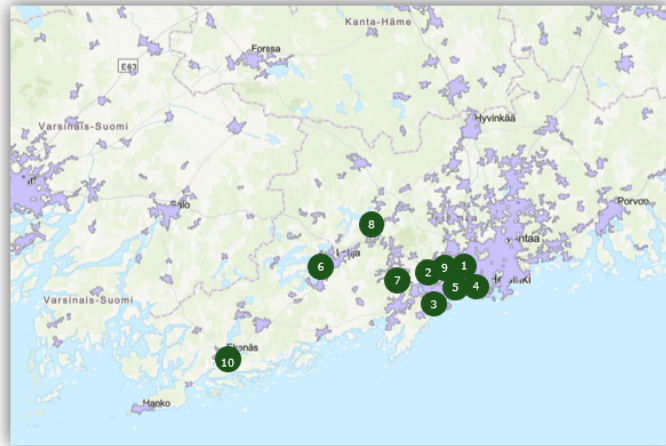 Kanta-Häme
Forssa
E63
Hyvinkää
Varsinais-Suomi
Porvoo
8
6
7
2
9
1
5
4
3
Varsinais-Suomi
10
Hanko